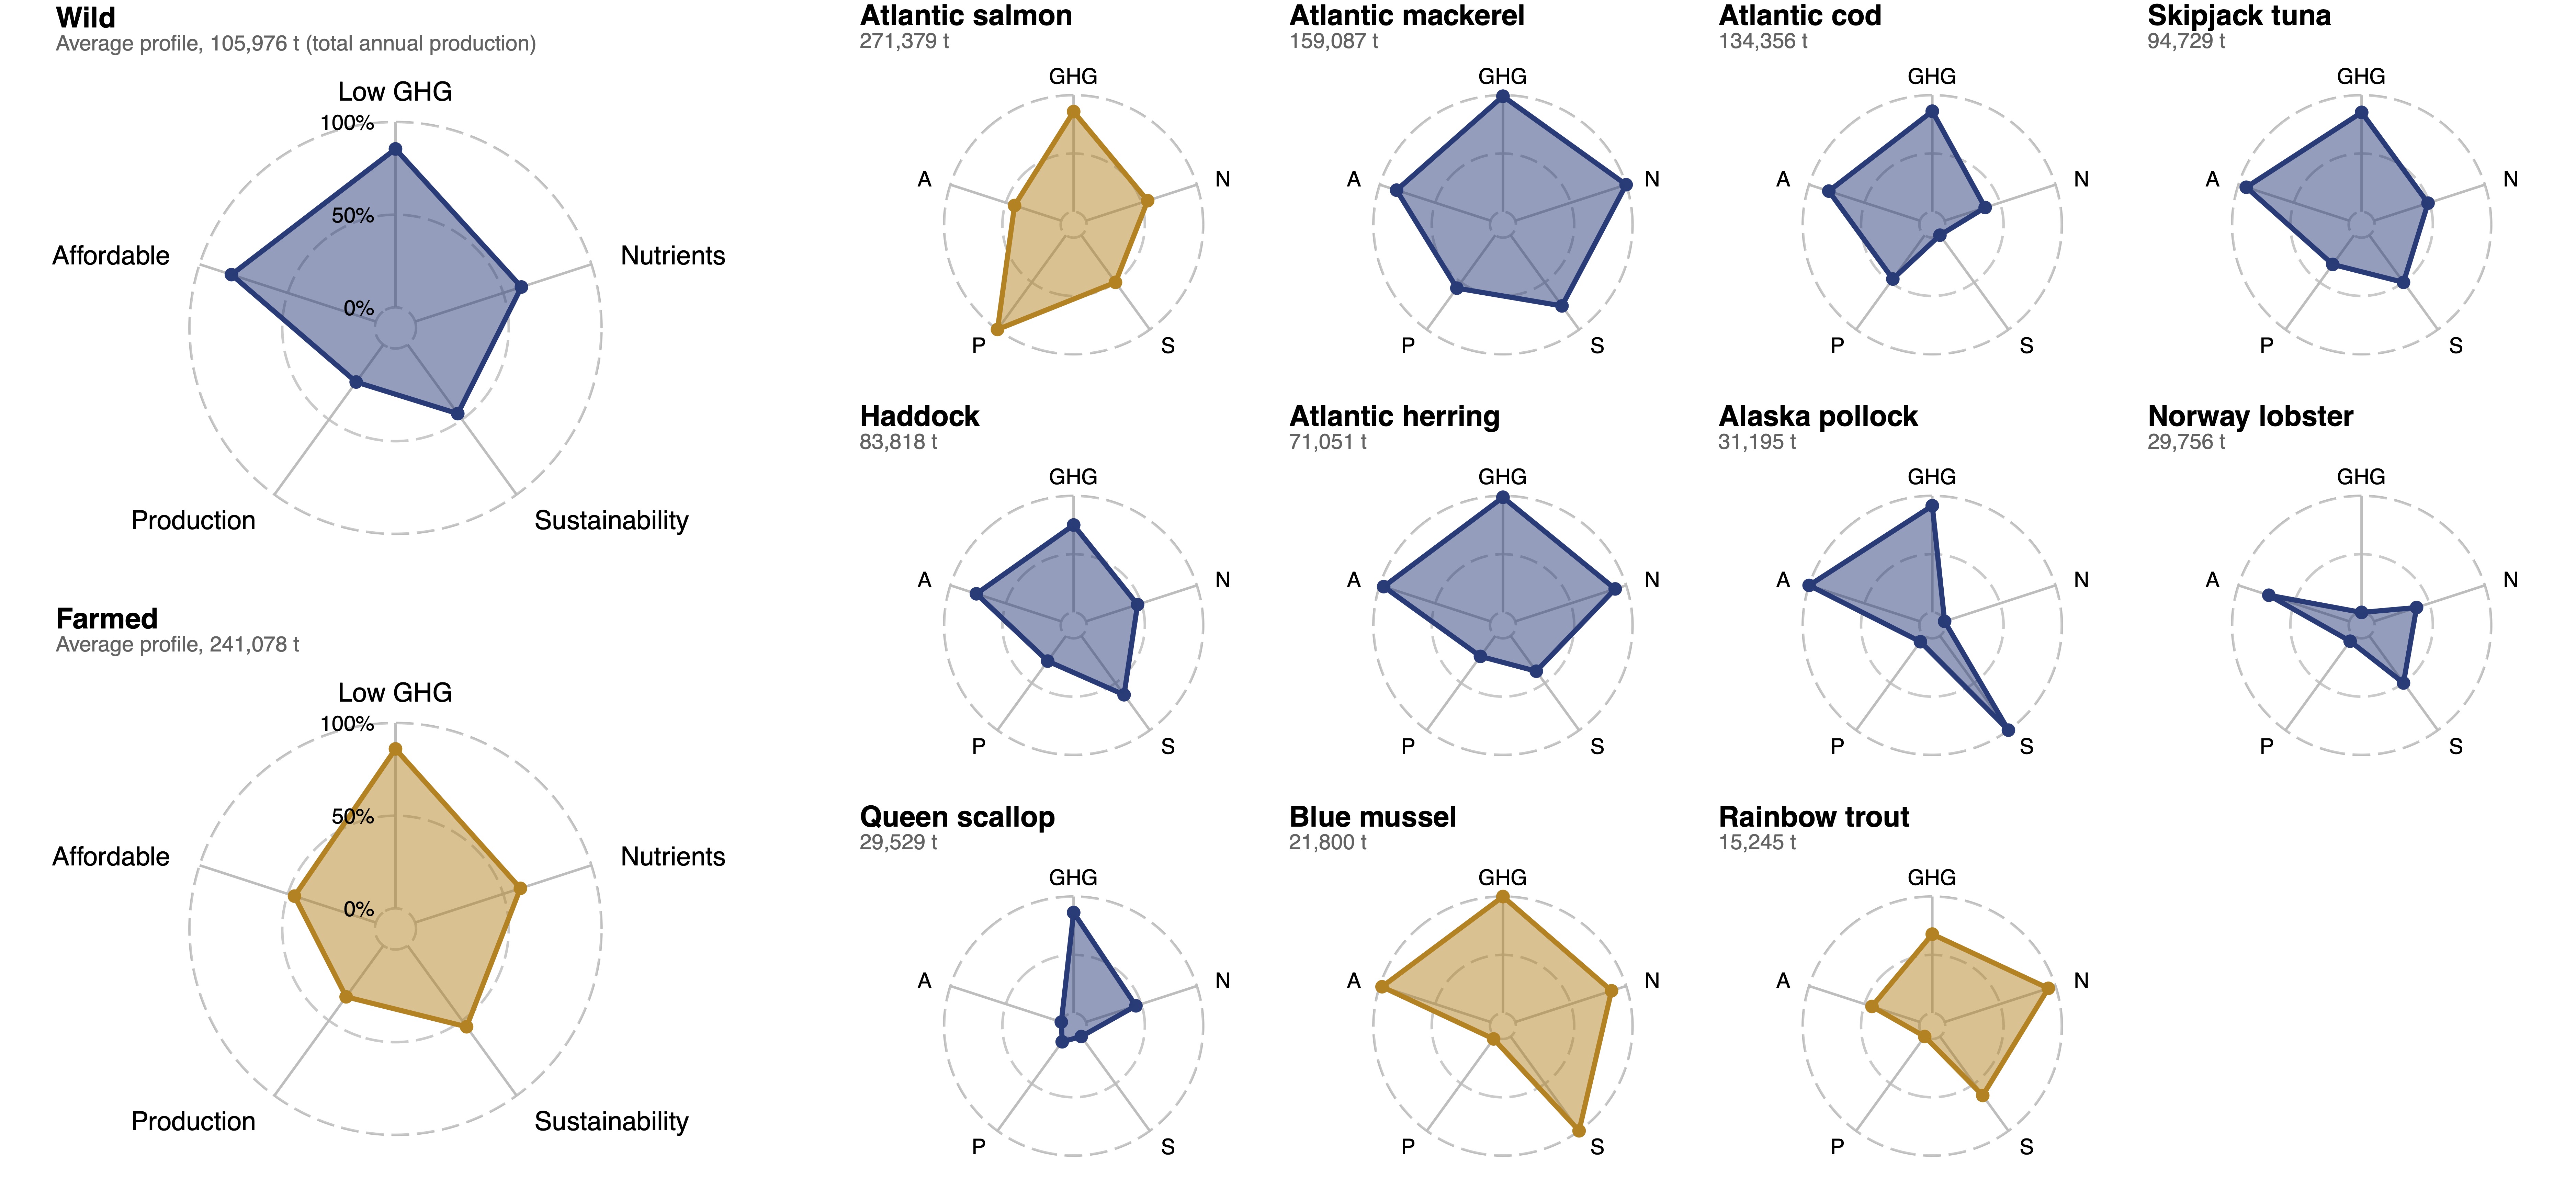 Wild
Average profile, 105,976 t (total annual production)
Low GHG
100%
50%
0%
Affordable
Nutrients
Production
Sustainability
Farmed
Average profile, 241,078 t
Low GHG
100%
50%
0%
Affordable
Nutrients
Production
Sustainability
Atlantic salmon
271,379 t
GHG
A
N
P
S
Atlantic mackerel
159,087 t
GHG
A
N
P
S
Atlantic cod
134,356 t
GHG
A
N
P
S
Skipjack tuna
94,729 t
GHG
A
N
P
S
Haddock
83,818 t
GHG
A
N
P
S
Atlantic herring
71,051 t
GHG
A
N
P
S
Alaska pollock
31,195 t
GHG
A
N
P
S
Norway lobster
29,756 t
GHG
A
N
P
S
Queen scallop
29,529 t
GHG
A
N
P
S
Blue mussel
21,800 t
GHG
A
N
P
S
Rainbow trout
15,245 t
GHG
A
N
P
S